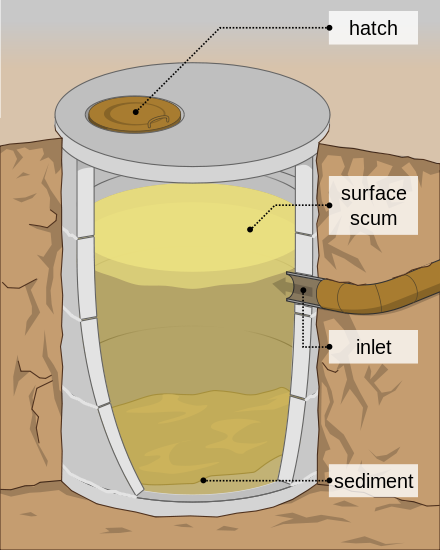 hatch
surface
scum
inlet
sediment